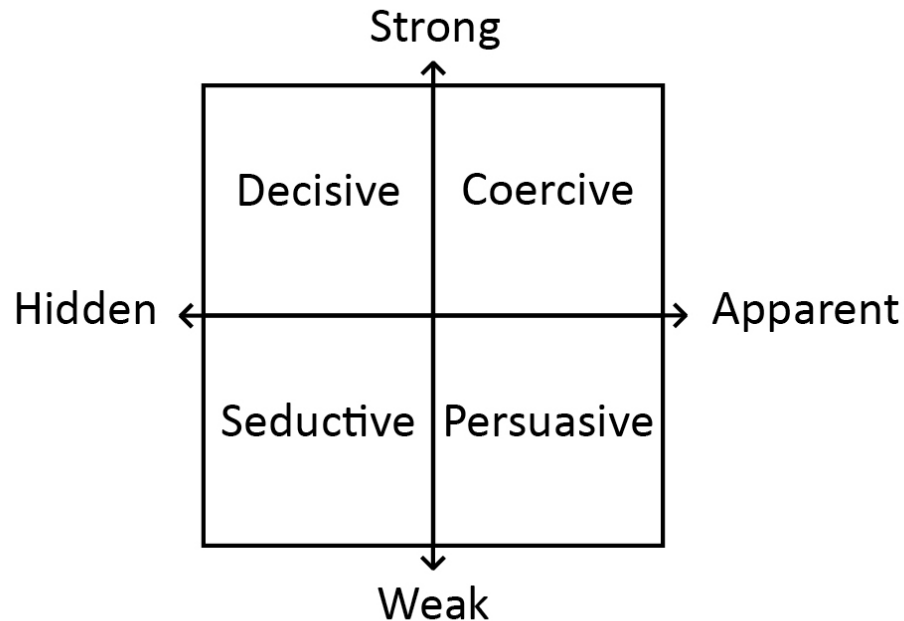 Strong
Decisive Coercive
Hidden Apparent
Seductive Persuasive
Weak